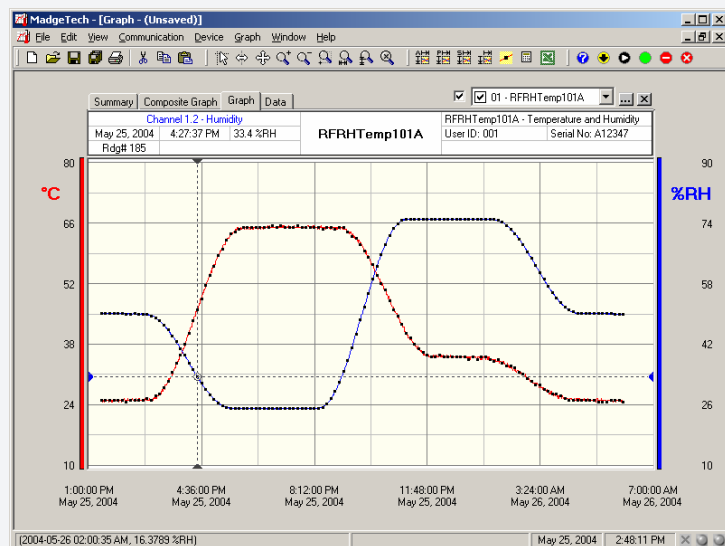 MadgeTech - [Graph - (Unsaved)]
File Edit View Communication Device Graph Window Help
Summary Composite Graph Graph Data
01 - RFRHTemp101A
Channel 1.2 - Humidity
May 25, 2004 4:27:37 PM 33.4 %RH
Rdg# 185
RFRHTemp101A
RFRHTemp101A - Temperature and Humidity
User ID: 001 Serial No: A12347
80 90
°C %RH
66 74
52 58
38 42
24 26
10 10
1:00:00 PM 4:36:00 PM 8:12:00 PM 11:48:00 PM 3:24:00 AM 7:00:00 AM
May 25, 2004 May 25, 2004 May 25, 2004 May 25, 2004 May 26, 2004 May 26, 2004
(2004-05-26 02:00:35 AM, 16.3789 %RH) May 25, 2004 2:48:11 PM